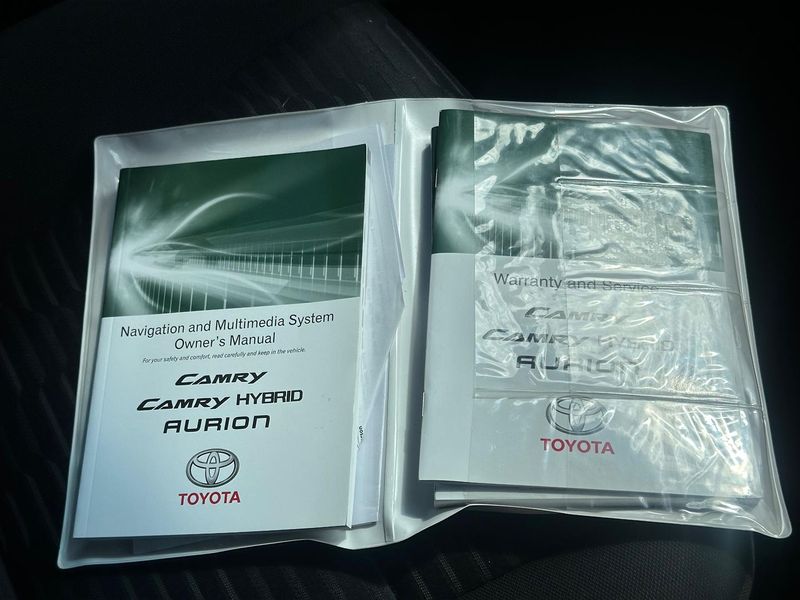 Navigation and Multimedia System
Owner's Manual
For your safety and comfort, read carefully and keep in the vehicle.
CAMRY
CAMRY HYBRID
AURION
TOYOTA
Warranty and Service
CAMRY
CAMRY HYBRID
AURION
TOYOTA